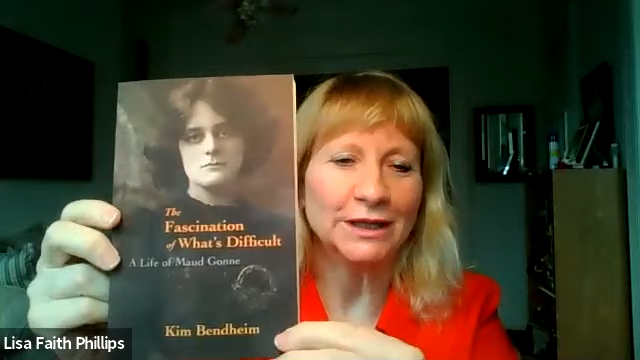 The
Fascination
of What's Difficult
A Life of Maud Gonne
Kim Bendheim
Lisa Faith Phillips